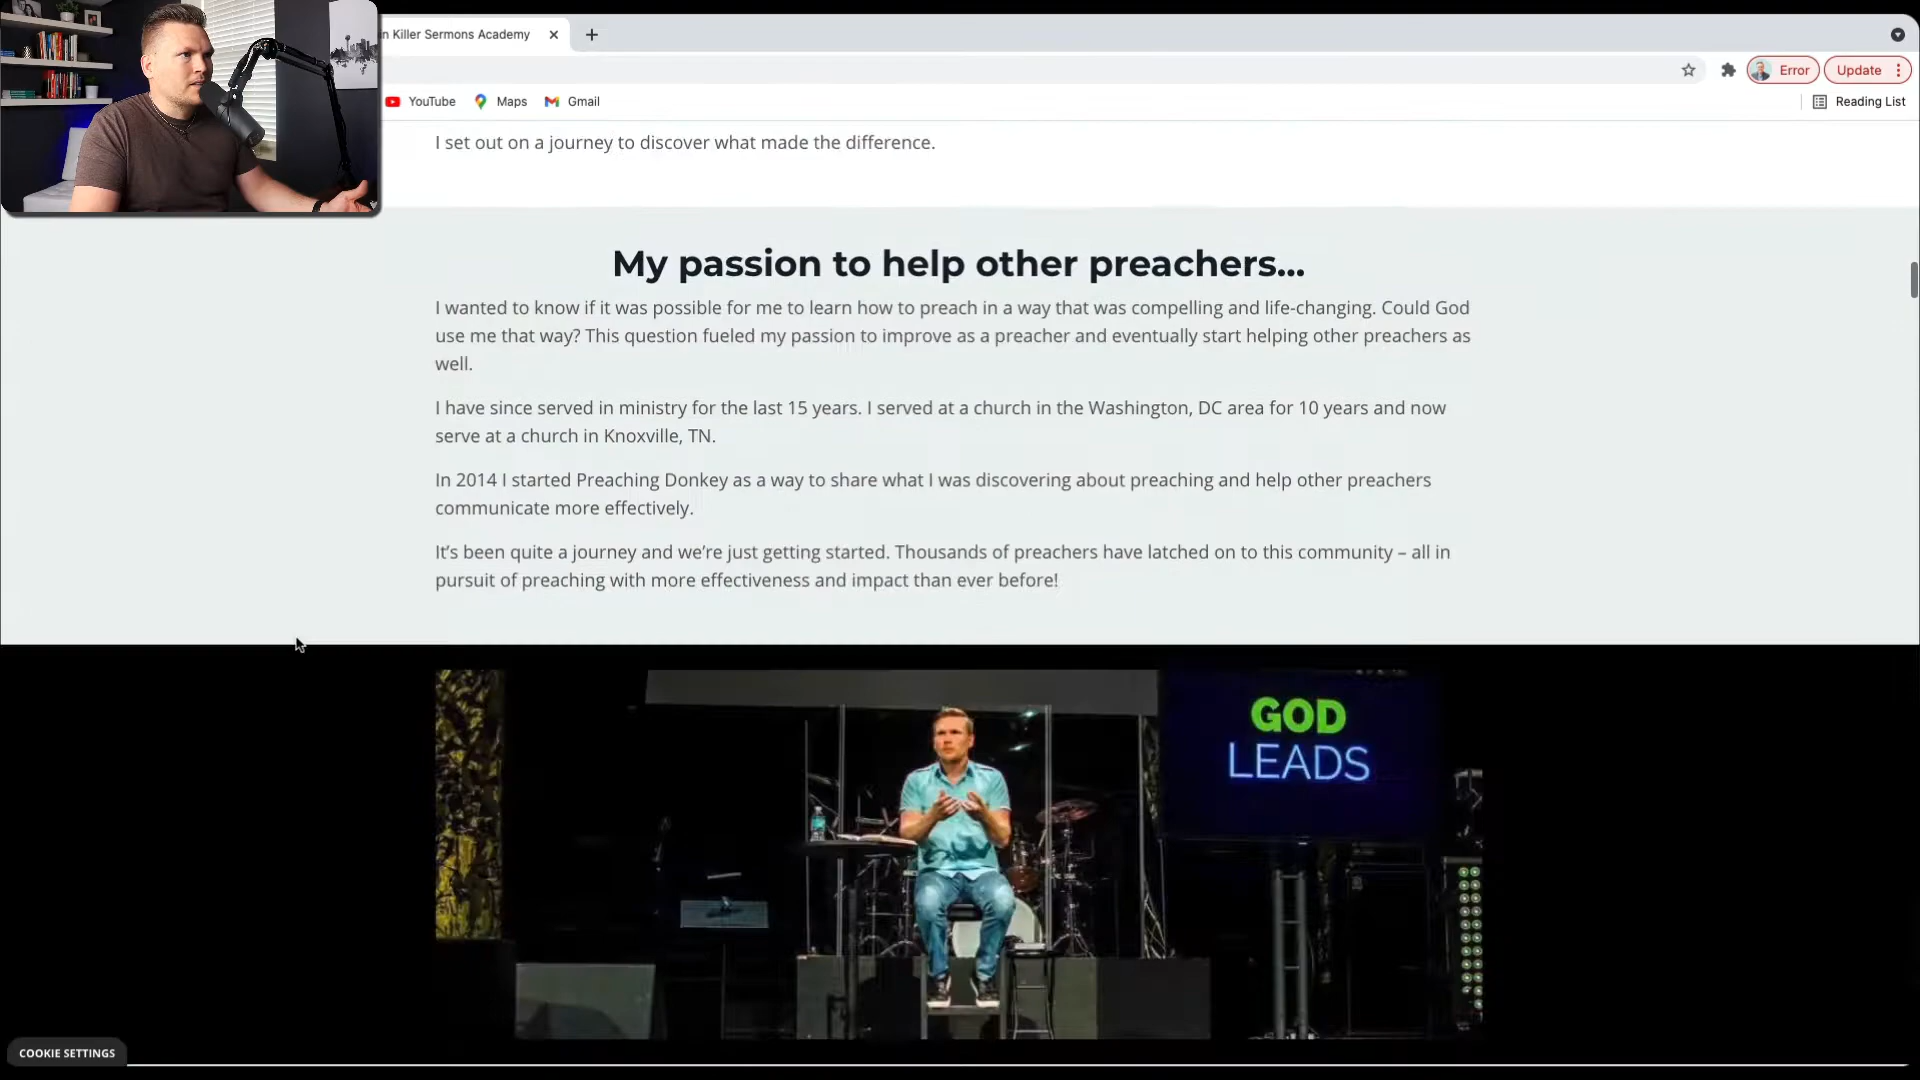 in Killer Sermons Academy
Error
Update
YouTube
Maps
Gmail
Reading List
I set out on a journey to discover what made the difference.
My passion to help other preachers...
I wanted to know if it was possible for me to learn how to preach in a way that was compelling and life-changing. Could God
use me that way? This question fueled my passion to improve as a preacher and eventually start helping other preachers as
well.
I have since served in ministry for the last 15 years. I served at a church in the Washington, DC area for 10 years and now
serve at a church in Knoxville, TN.
In 2014 I started Preaching Donkey as a way to share what I was discovering about preaching and help other preachers
communicate more effectively.
It’s been quite a journey and we’re just getting started. Thousands of preachers have latched on to this community – all in
pursuit of preaching with more effectiveness and impact than ever before!
GOD
LEADS
COOKIE SETTINGS